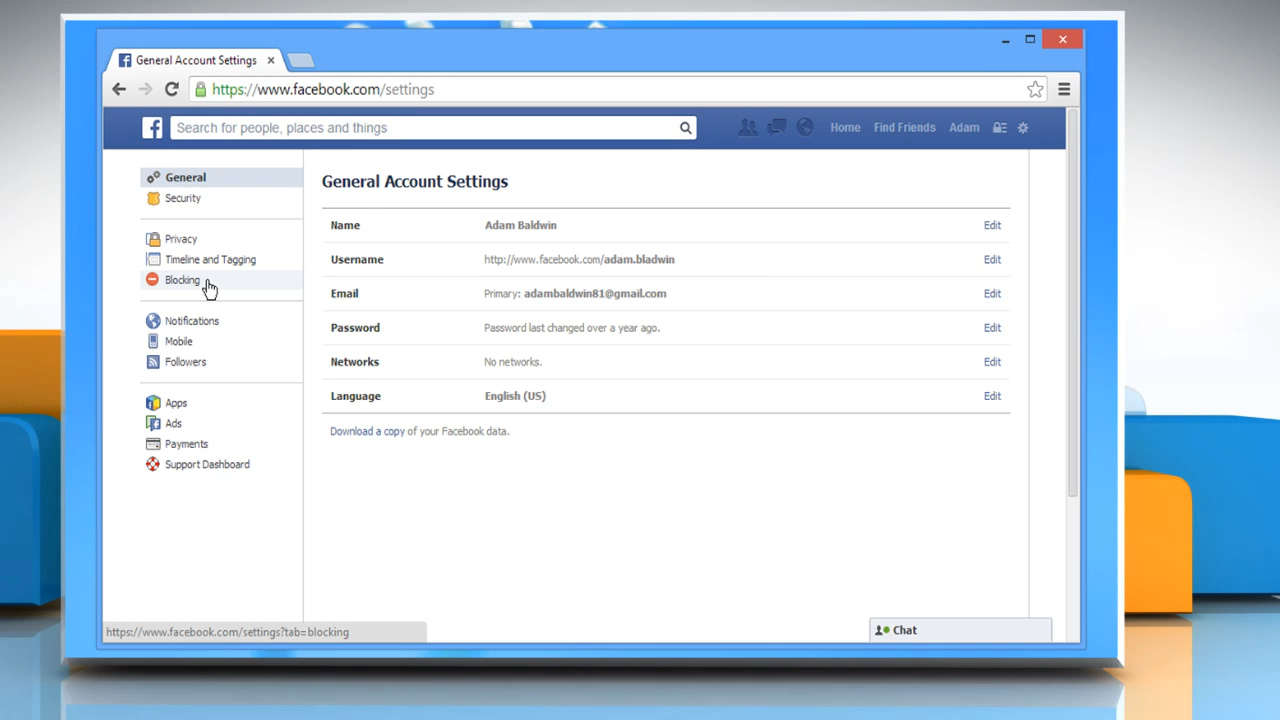 General Account Settings
https://www.facebook.com/settings
Search for people, places and things
Home Find Friends Adam
General
Security
Privacy
Timeline and Tagging
Blocking
Notifications
Mobile
Followers
Apps
Ads
Payments
Support Dashboard
General Account Settings
Name Adam Baldwin Edit
Username http://www.facebook.com/adam.bladwin Edit
Email Primary: adambaldwin81@gmail.com Edit
Password Password last changed over a year ago. Edit
Networks No networks. Edit
Language English (US) Edit
Download a copy of your Facebook data.
https://www.facebook.com/settings?tab=blocking
Chat